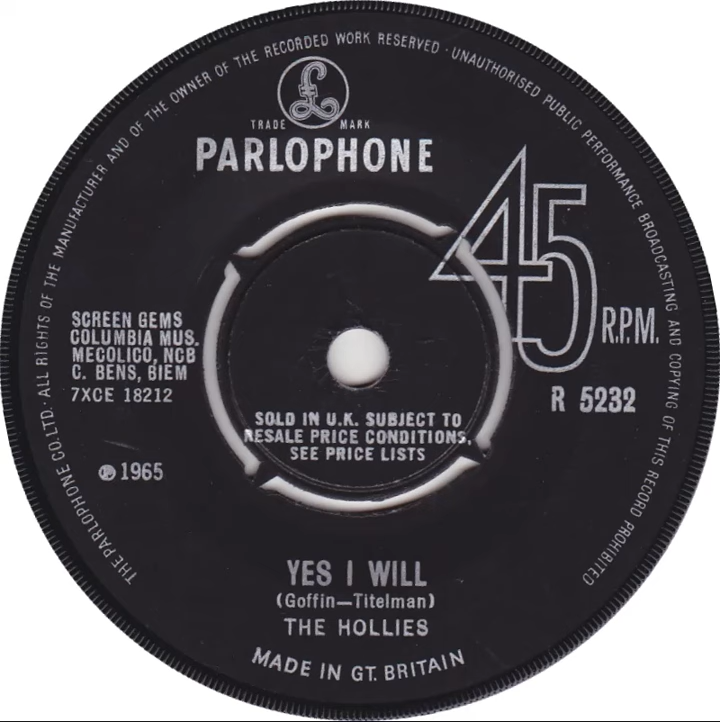 THE PARLOPHONE CO. LTD. ALL RIGHTS OF THE MANUFACTURER AND OF THE OWNER OF THE RECORDED WORK RESERVED · UNAUTHORISED PUBLIC PERFORMANCE BROADCASTING AND COPYING OF THIS RECORD PROHIBITED
£
TRADE MARK
PARLOPHONE
45
R.P.M.
R 5232
SCREEN GEMS
COLUMBIA MUS.
MECOLICO, NCB
C. BENS, BIEM
7XCE 18212
℗ 1965
SOLD IN U.K. SUBJECT TO
RESALE PRICE CONDITIONS,
SEE PRICE LISTS
YES I WILL
(Goffin—Titelman)
THE HOLLIES
MADE IN GT. BRITAIN